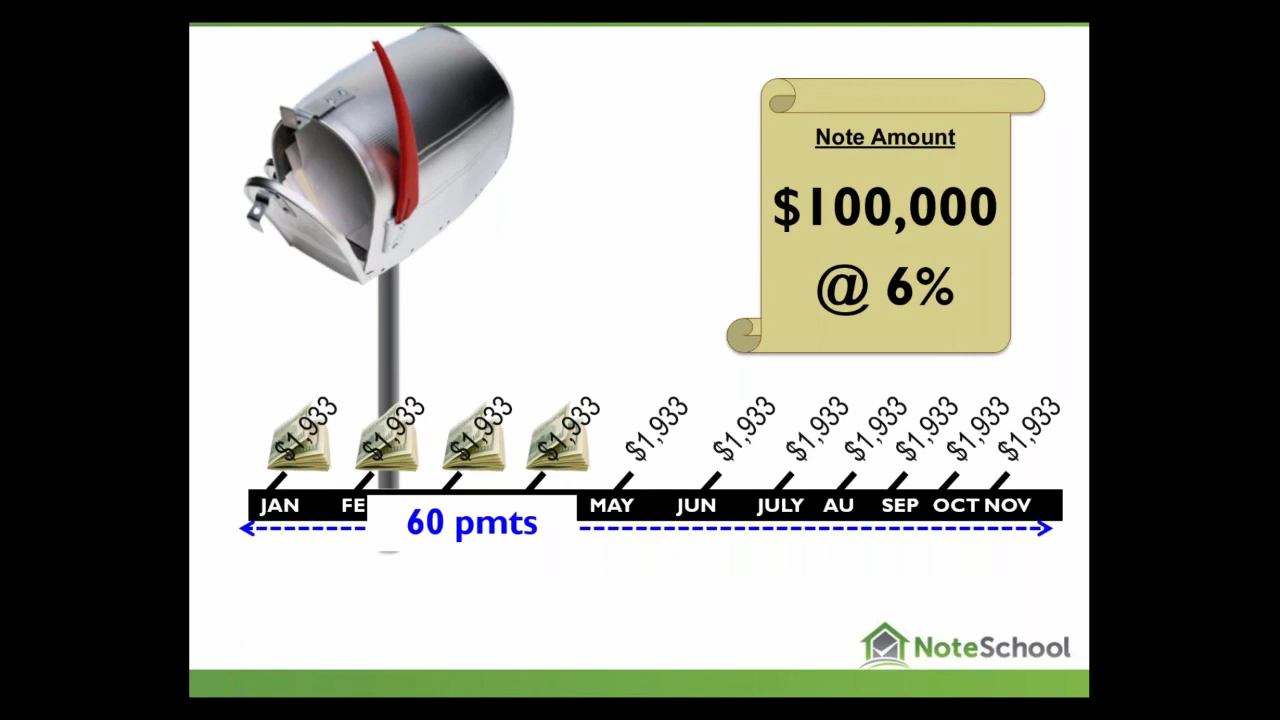 Note Amount
$100,000
@ 6%
$1,933 $1,933 $1,933 $1,933 $1,933 $1,933 $1,933 $1,933 $1,933 $1,933 $1,933
JAN FE MAY JUN JULY AU SEP OCT NOV
60 pmts
NoteSchool